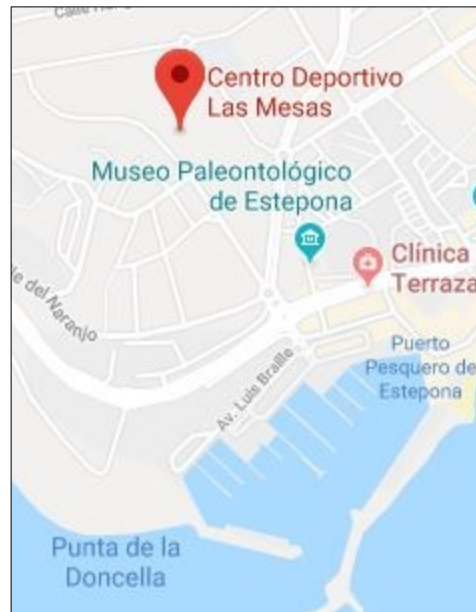 Centro Deportivo
Las Mesas
Museo Paleontológico
de Estepona
Clínica
Terraza
del Naranjo
Puerto
Pesquero de
Estepona
Av. Luis Braille
Punta de la
Doncella